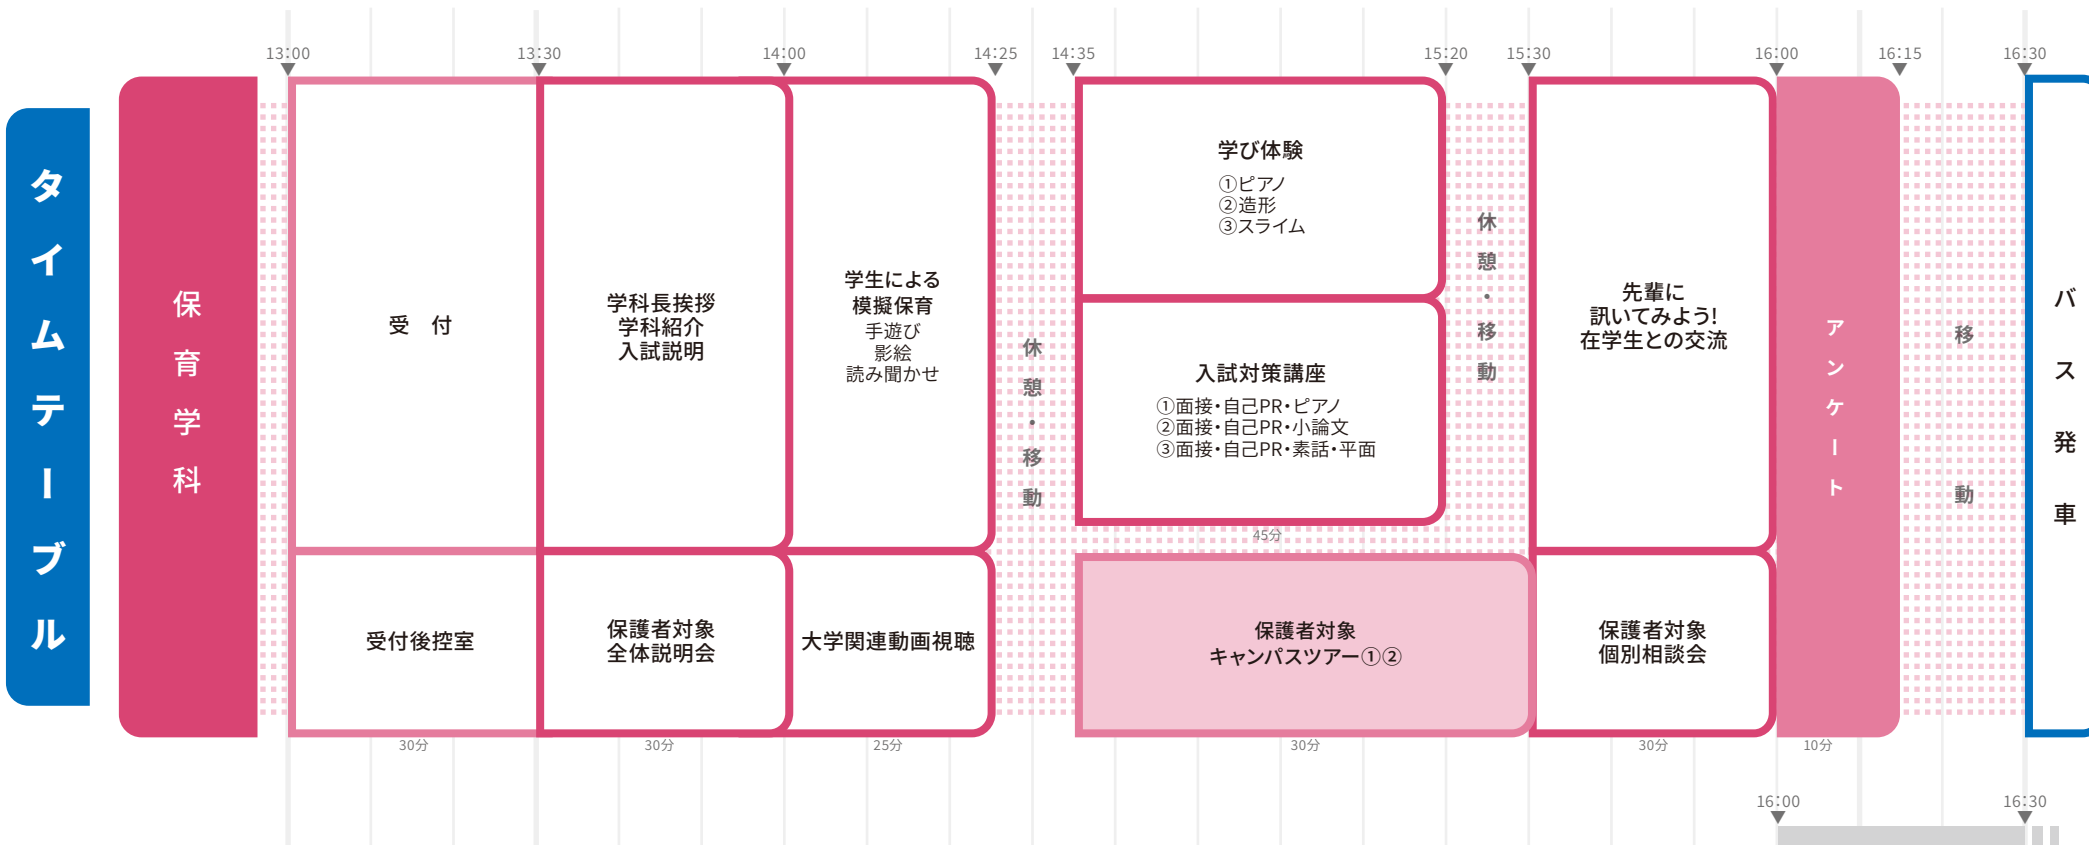 13:00
13:30
14:00
14:25
14:35
15:20
15:30
16:00
16:15
16:30
タイムテーブル
保育学科
受　付
学科長挨拶
学科紹介
入試説明
学生による
模擬保育
手遊び
影絵
読み聞かせ
休憩・移動
学び体験
①ピアノ
②造形
③スライム
入試対策講座
①面接・自己PR・ピアノ
②面接・自己PR・小論文
③面接・自己PR・素話・平面
45分
休憩・移動
先輩に
訊いてみよう!
在学生との交流
アンケート
移動
バス発車
受付後控室
保護者対象
全体説明会
大学関連動画視聴
保護者対象
キャンパスツアー①②
保護者対象
個別相談会
30分
30分
25分
30分
30分
10分
16:00
16:30